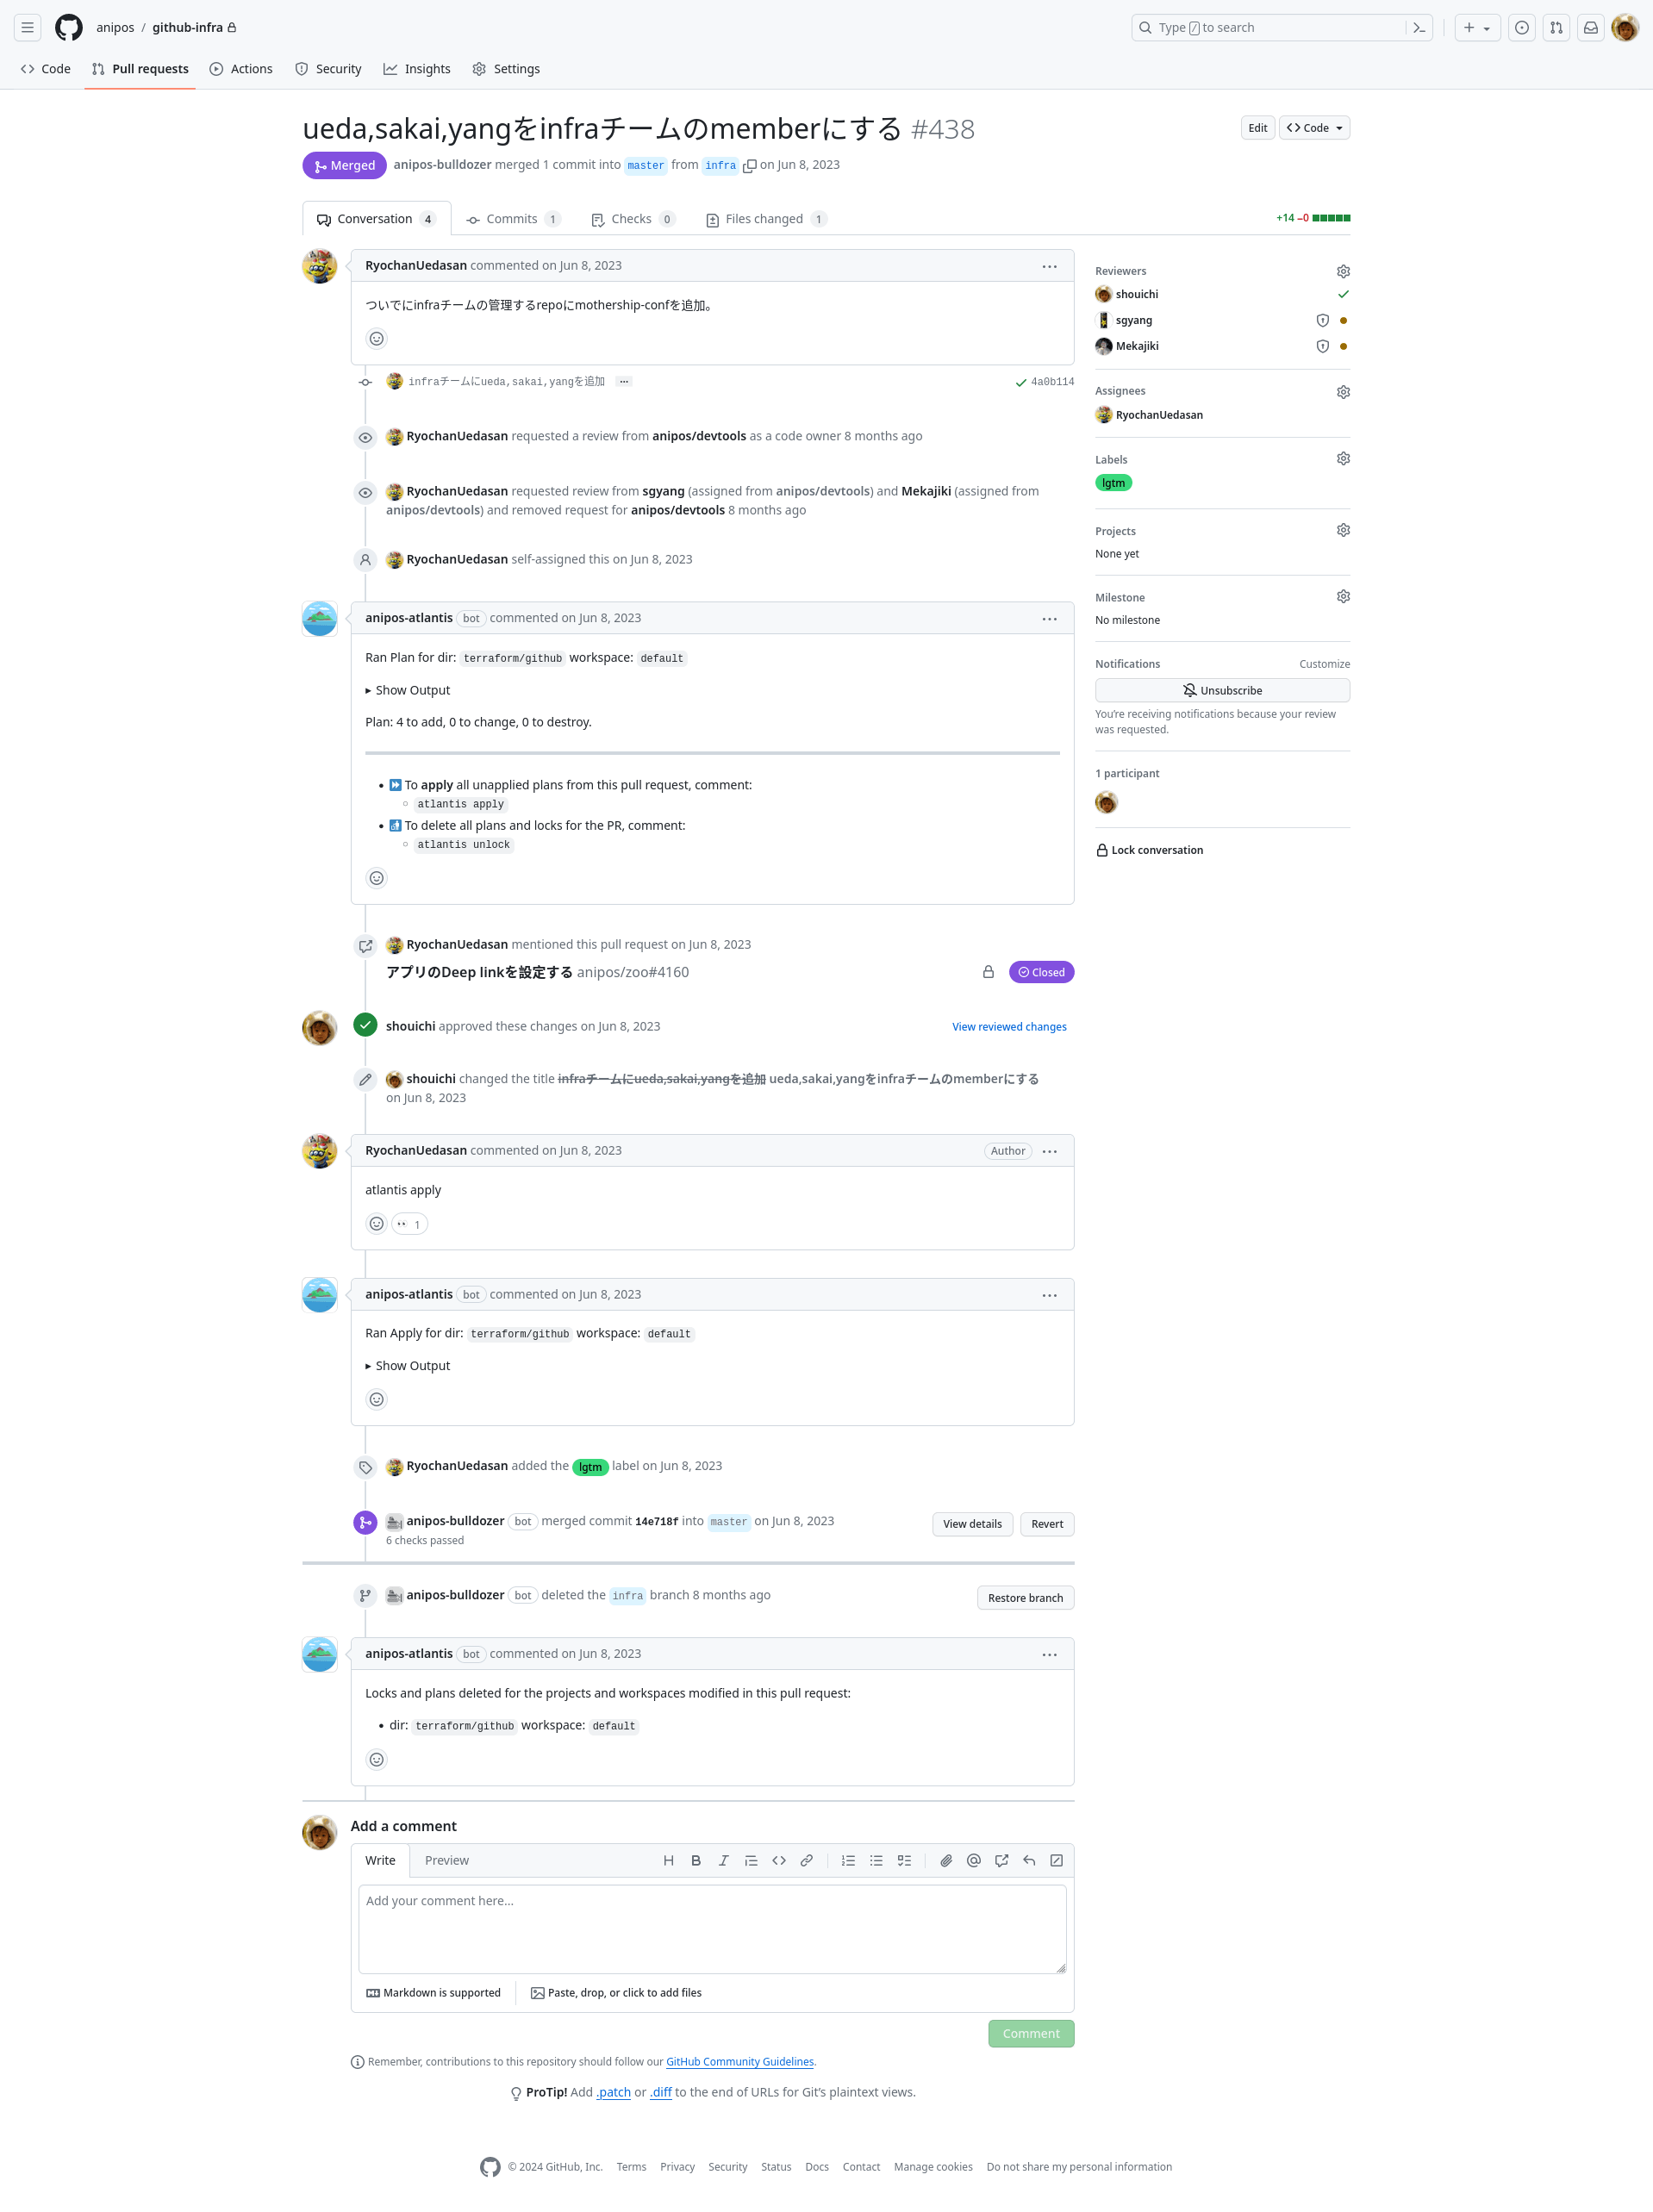 anipos / github-infra
Type / to search
Code
Pull requests
Actions
Security
Insights
Settings
ueda,sakai,yangをinfraチームのmemberにする #438
Edit
Code
Merged
anipos-bulldozer merged 1 commit into master from infra on Jun 8, 2023
Conversation 4
Commits 1
Checks 0
Files changed 1
+14 −0
RyochanUedasan commented on Jun 8, 2023
ついでにinfraチームの管理するrepoにmothership-confを追加。
infraチームにueda,sakai,yangを追加 …
4a0b114
RyochanUedasan requested a review from anipos/devtools as a code owner 8 months ago
RyochanUedasan requested review from sgyang (assigned from anipos/devtools) and Mekajiki (assigned from
anipos/devtools) and removed request for anipos/devtools 8 months ago
RyochanUedasan self-assigned this on Jun 8, 2023
anipos-atlantis bot commented on Jun 8, 2023
Ran Plan for dir: terraform/github workspace: default
Show Output
Plan: 4 to add, 0 to change, 0 to destroy.
To apply all unapplied plans from this pull request, comment:
atlantis apply
To delete all plans and locks for the PR, comment:
atlantis unlock
RyochanUedasan mentioned this pull request on Jun 8, 2023
アプリのDeep linkを設定する anipos/zoo#4160
Closed
shouichi approved these changes on Jun 8, 2023
View reviewed changes
shouichi changed the title infraチームにueda,sakai,yangを追加 ueda,sakai,yangをinfraチームのmemberにする
on Jun 8, 2023
RyochanUedasan commented on Jun 8, 2023
Author
atlantis apply
1
anipos-atlantis bot commented on Jun 8, 2023
Ran Apply for dir: terraform/github workspace: default
Show Output
RyochanUedasan added the lgtm label on Jun 8, 2023
anipos-bulldozer bot merged commit 14e718f into master on Jun 8, 2023
6 checks passed
View details
Revert
anipos-bulldozer bot deleted the infra branch 8 months ago
Restore branch
anipos-atlantis bot commented on Jun 8, 2023
Locks and plans deleted for the projects and workspaces modified in this pull request:
dir: terraform/github workspace: default
Reviewers
shouichi
sgyang
Mekajiki
Assignees
RyochanUedasan
Labels
lgtm
Projects
None yet
Milestone
No milestone
Notifications
Customize
Unsubscribe
You’re receiving notifications because your review
was requested.
1 participant
Lock conversation
Add a comment
Write
Preview
Add your comment here...
Markdown is supported
Paste, drop, or click to add files
Comment
Remember, contributions to this repository should follow our GitHub Community Guidelines.
ProTip! Add .patch or .diff to the end of URLs for Git’s plaintext views.
© 2024 GitHub, Inc.
Terms
Privacy
Security
Status
Docs
Contact
Manage cookies
Do not share my personal information